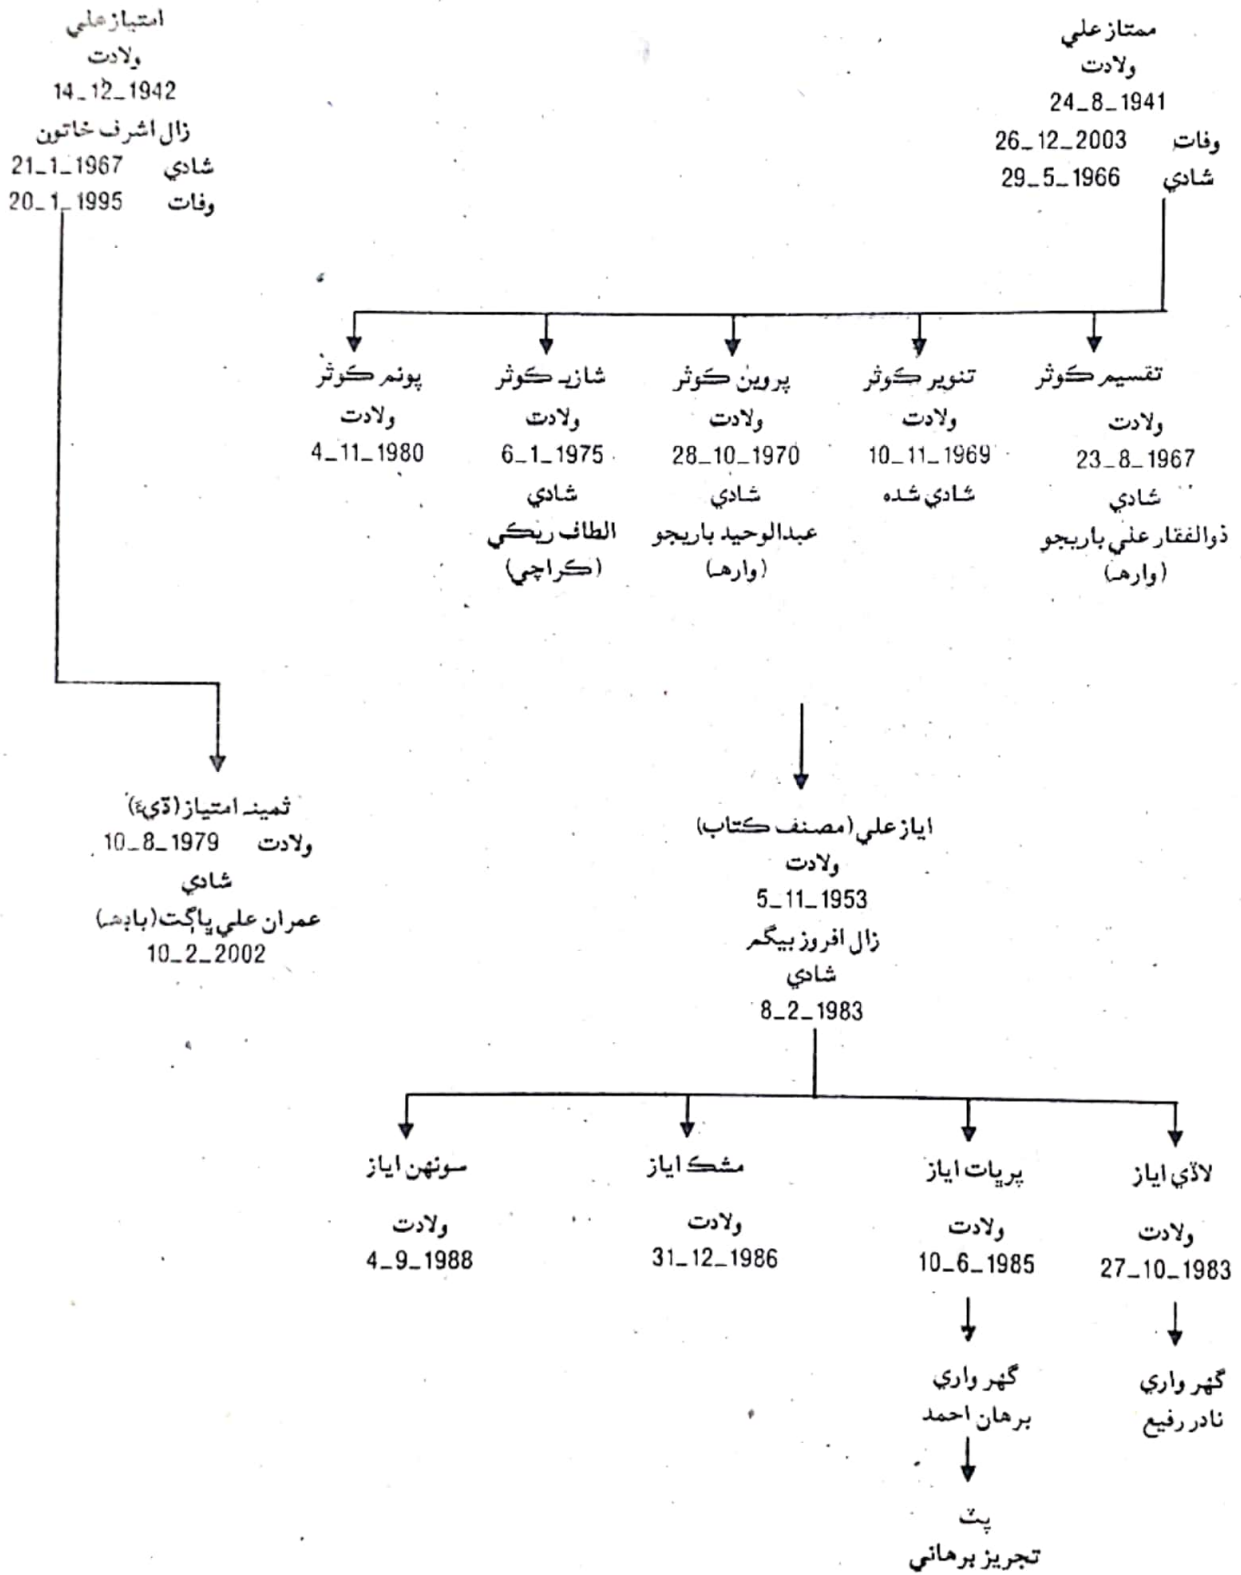 ممتاز علي
ولادت
24_8_1941
وفات 26_12_2003
شادي 29_5_1966
امتياز علي
ولادت
14_12_1942
زال اشرف خاتون
شادي 21_1_1967
وفات 20_1_1995
تقسيم ڪوثر
ولادت
23_8_1967
شادي
ذوالفقار علي باريجو
(وارهہ)
تنوير ڪوثر
ولادت
10_11_1969
شادي شده
پروين ڪوثر
ولادت
28_10_1970
شادي
عبدالوحيد باريجو
(وارهہ)
شازيہ ڪوثر
ولادت
6_1_1975
شادي
الطاف ريڪي
(ڪراچي)
پونم ڪوثر
ولادت
4_11_1980
ثمينہ امتياز (ڌيءَ)
ولادت 10_8_1979
شادي
عمران علي ڀاڳت (باڊهہ)
10_2_2002
اياز علي (مصنف ڪتاب)
ولادت
5_11_1953
زال افروز بيگم
شادي
8_2_1983
لاڏي اياز
ولادت
27_10_1983
گهر واري
نادر رفيع
پرڀات اياز
ولادت
10_6_1985
گهر واري
برهان احمد
پٽ
تجريز برهاني
مشڪ اياز
ولادت
31_12_1986
سونهن اياز
ولادت
4_9_1988